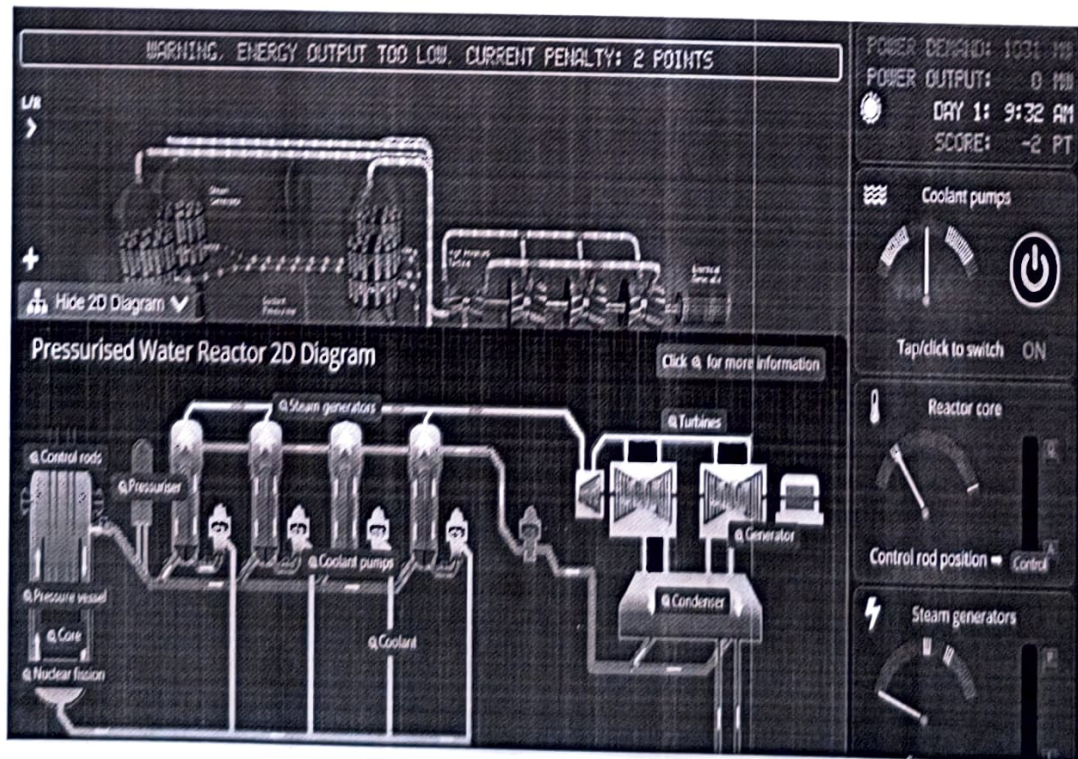 WARNING, ENERGY OUTPUT TOO LOW. CURRENT PENALTY: 2 POINTS
POWER DEMAND: 1031 MW
POWER OUTPUT: 0 MW
DAY 1: 9:32 AM
SCORE: -2 PT
L/R
Steam
Generator
Turbine
Electrical
Hide 2D Diagram
Coolant pumps
Tap/click to switch ON
Pressurised Water Reactor 2D Diagram
Click for more information
Steam generators
Turbines
Control rods
Pressuriser
Generator
Coolant pumps
Pressure vessel
Condenser
Core
Coolant
Nuclear fission
Reactor core
Control rod position
Control
Steam generators